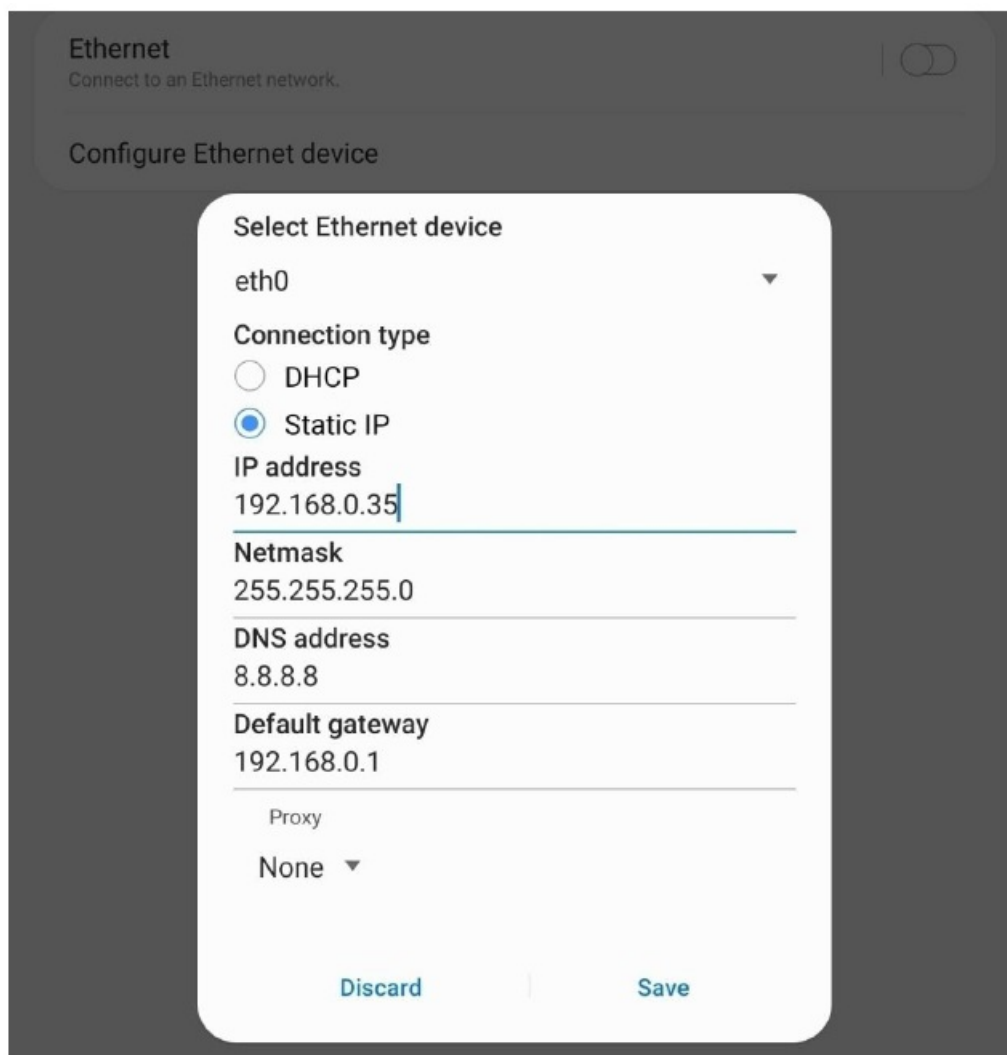 Ethernet
Connect to an Ethernet network.
Configure Ethernet device
Select Ethernet device
eth0
Connection type
DHCP
Static IP
IP address
192.168.0.35
Netmask
255.255.255.0
DNS address
8.8.8.8
Default gateway
192.168.0.1
Proxy
None
Discard Save